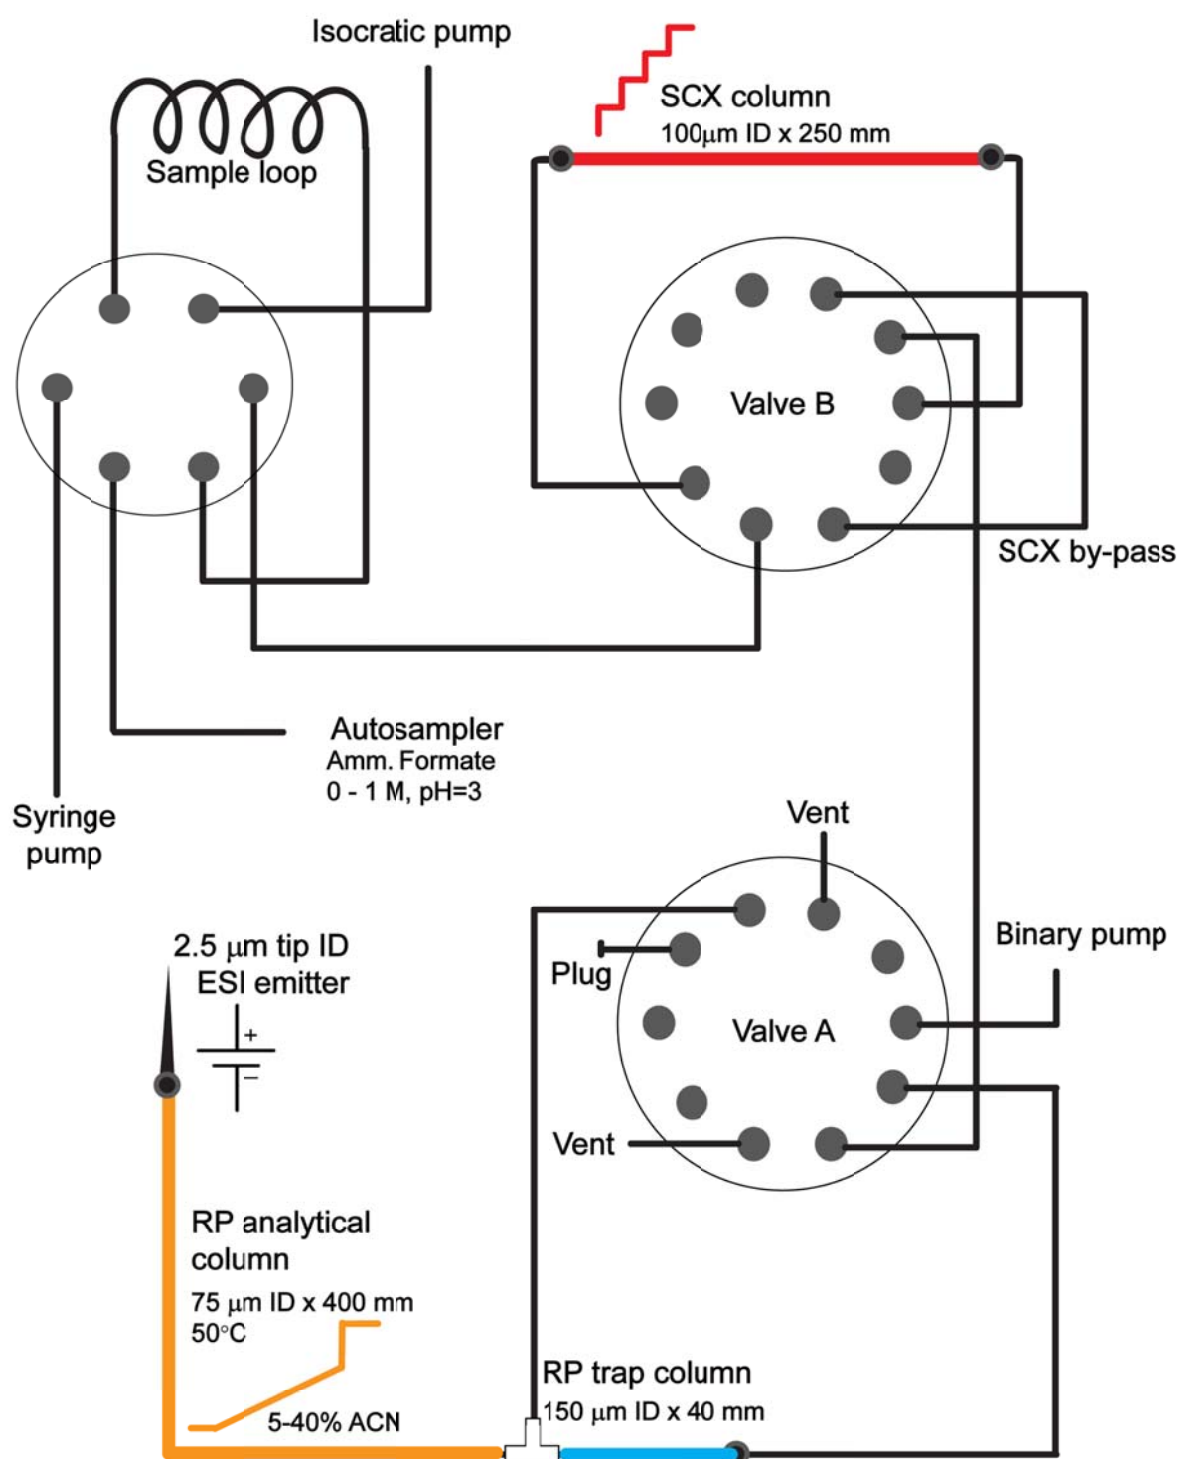 Isocratic pump
Sample loop
SCX column
100μm ID x 250 mm
Valve B
SCX by-pass
Autosampler
Amm. Formate
0 - 1 M, pH=3
Syringe
pump
Vent
Binary pump
Plug
Valve A
Vent
2.5 μm tip ID
ESI emitter
+
−
RP analytical
column
75 μm ID x 400 mm
50°C
5-40% ACN
RP trap column
150 μm ID x 40 mm